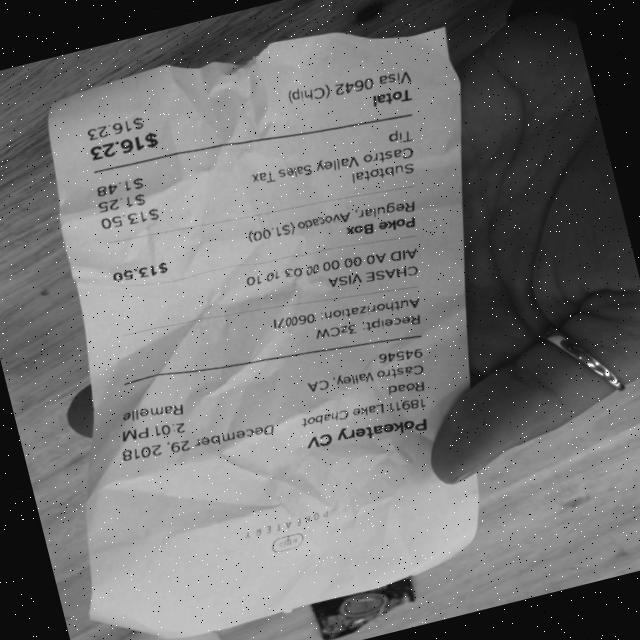 POKEATERY
Pokeatery CV
18911 Lake Chabot
Road
Castro Valley, CA
94546
December 29, 2018
2:01 PM
Ramelle
Receipt: 3zCW
Authorization: 06007I
CHASE VISA
AID A0 00 00 00 03 10 10
Poke Box $13.50
Regular, Avocado ($1.00)
Subtotal $13.50
Castro Valley Sales Tax $1.25
Tip $1.48
Total $16.23
Visa 0642 (Chip) $16.23